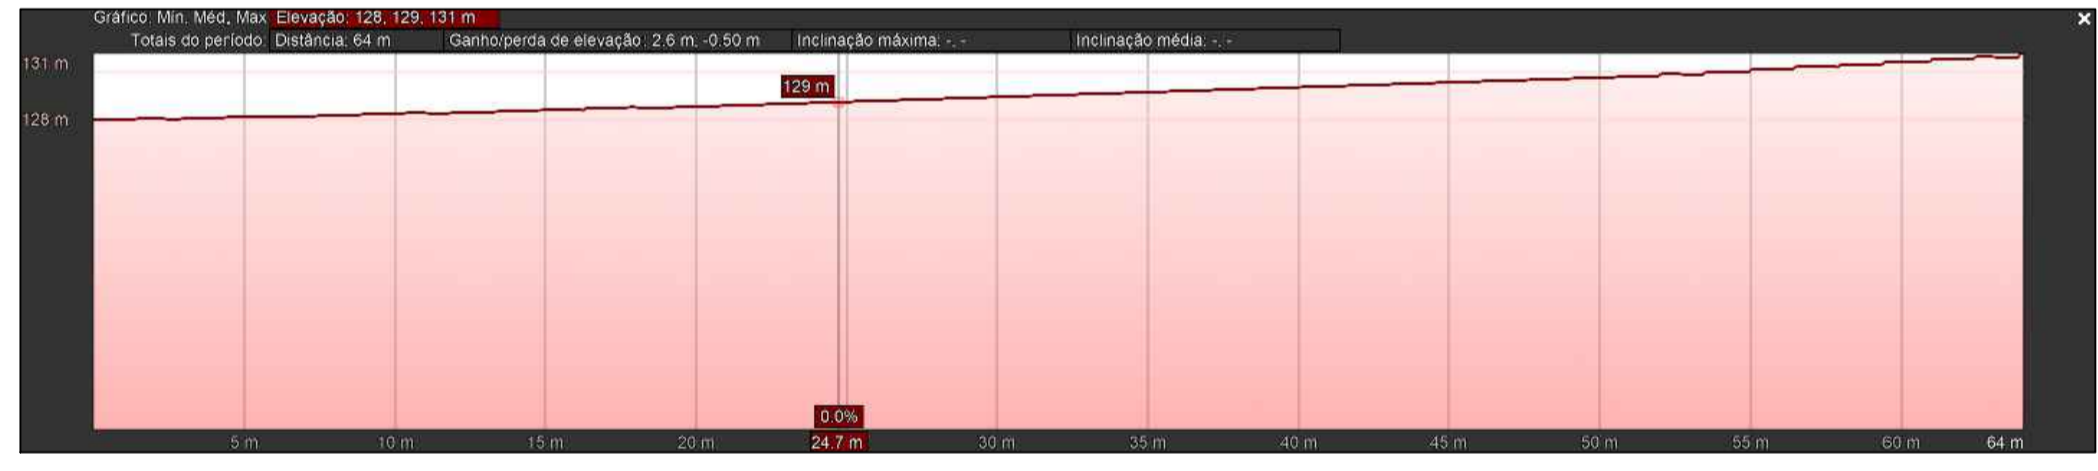 Gráfico: Mín. Méd, Max Elevação: 128, 129, 131 m
Totais do período: Distância: 64 m Ganho/perda de elevação: 2.6 m, -0.50 m Inclinação máxima: -, - Inclinação média: -, -
131 m
129 m
128 m
0.0%
5 m 10 m 15 m 20 m 24.7 m 30 m 35 m 40 m 45 m 50 m 55 m 60 m 64 m